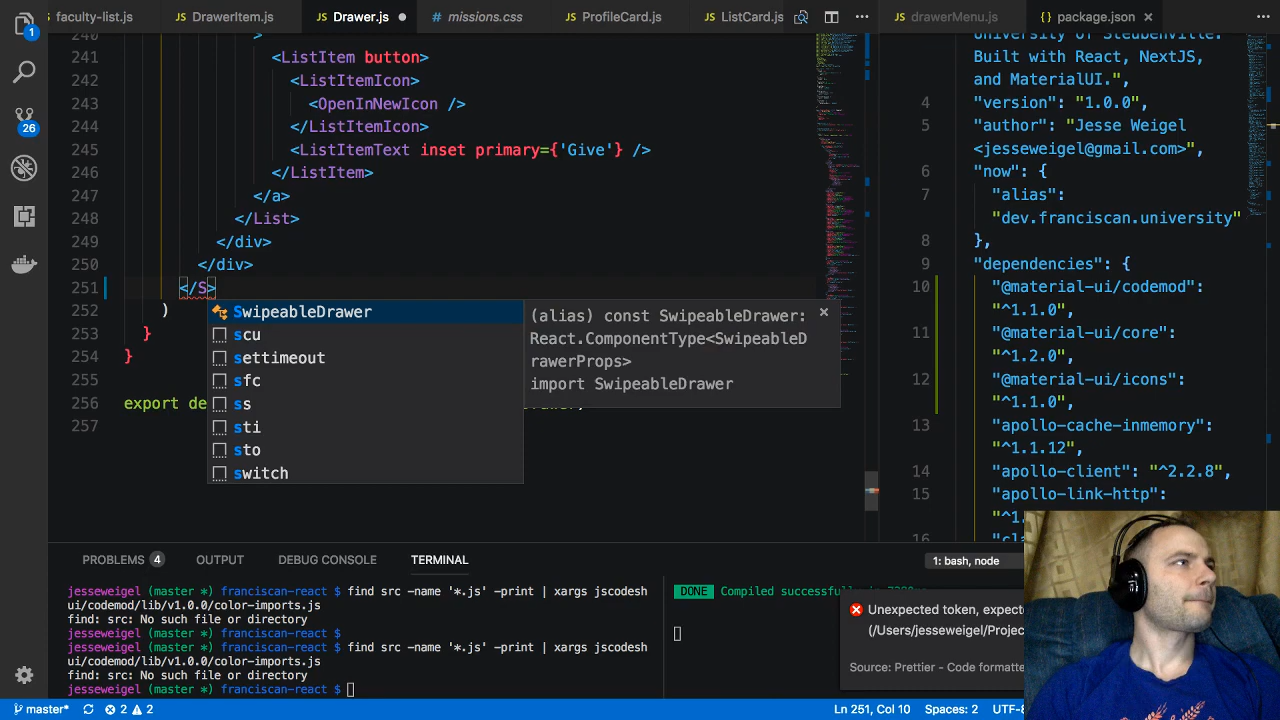 faculty-list.js DrawerItem.js Drawer.js missions.css ProfileCard.js ListCard.js drawerMenu.js {} package.json
1
26
240 >
241 <ListItem button>
242 <ListItemIcon>
243 <OpenInNewIcon />
244 </ListItemIcon>
245 <ListItemText inset primary={'Give'} />
246 </ListItem>
247 </a>
248 </List>
249 </div>
250 </div>
251 </S>
252 )
253 }
254 }
255
256 export de
257
SwipeableDrawer
scu
settimeout
sfc
ss
sti
sto
switch
(alias) const SwipeableDrawer:
React.ComponentType<SwipeableD
rawerProps>
import SwipeableDrawer
University of Steubenville.
Built with React, NextJS,
and MaterialUI.",
4 "version": "1.0.0",
5 "author": "Jesse Weigel
<jesseweigel@gmail.com>",
6 "now": {
7 "alias":
"dev.franciscan.university"
8 },
9 "dependencies": {
10 "@material-ui/codemod":
"^1.1.0",
11 "@material-ui/core":
"^1.2.0",
12 "@material-ui/icons":
"^1.1.0",
13 "apollo-cache-inmemory":
"^1.1.12",
14 "apollo-client": "^2.2.8",
15 "apollo-link-http":
"^1.
16
PROBLEMS 4 OUTPUT DEBUG CONSOLE TERMINAL 1: bash, node
jesseweigel (master *) franciscan-react $ find src -name '*.js' -print | xargs jscodesh
ui/codemod/lib/v1.0.0/color-imports.js
find: src: No such file or directory
jesseweigel (master *) franciscan-react $
jesseweigel (master *) franciscan-react $ find src -name '*.js' -print | xargs jscodesh
ui/codemod/lib/v1.0.0/color-imports.js
find: src: No such file or directory
jesseweigel (master *) franciscan-react $
DONE Compiled successfully
Unexpected token, expecte
(/Users/jesseweigel/Projec
Source: Prettier - Code formatte
master* 2 2 Ln 251, Col 10 Spaces: 2 UTF-8